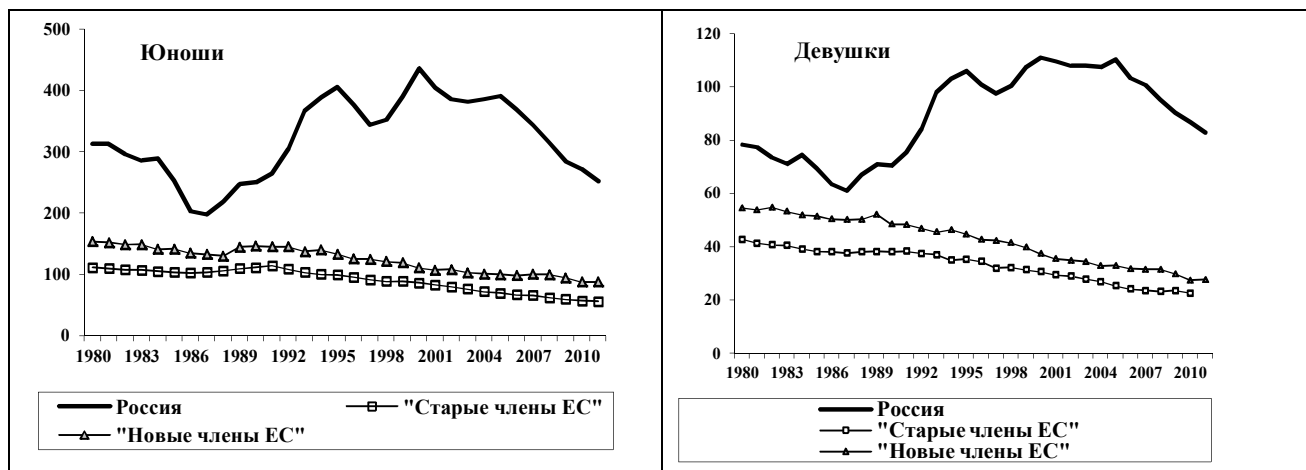 Юноши
500
400
300
200
100
0
1980 1983 1986 1989 1992 1995 1998 2001 2004 2007 2010
Россия "Старые члены ЕС"
"Новые члены ЕС"
Девушки
120
100
80
60
40
20
0
1980 1983 1986 1989 1992 1995 1998 2001 2004 2007 2010
Россия
"Старые члены ЕС"
"Новые члены ЕС"